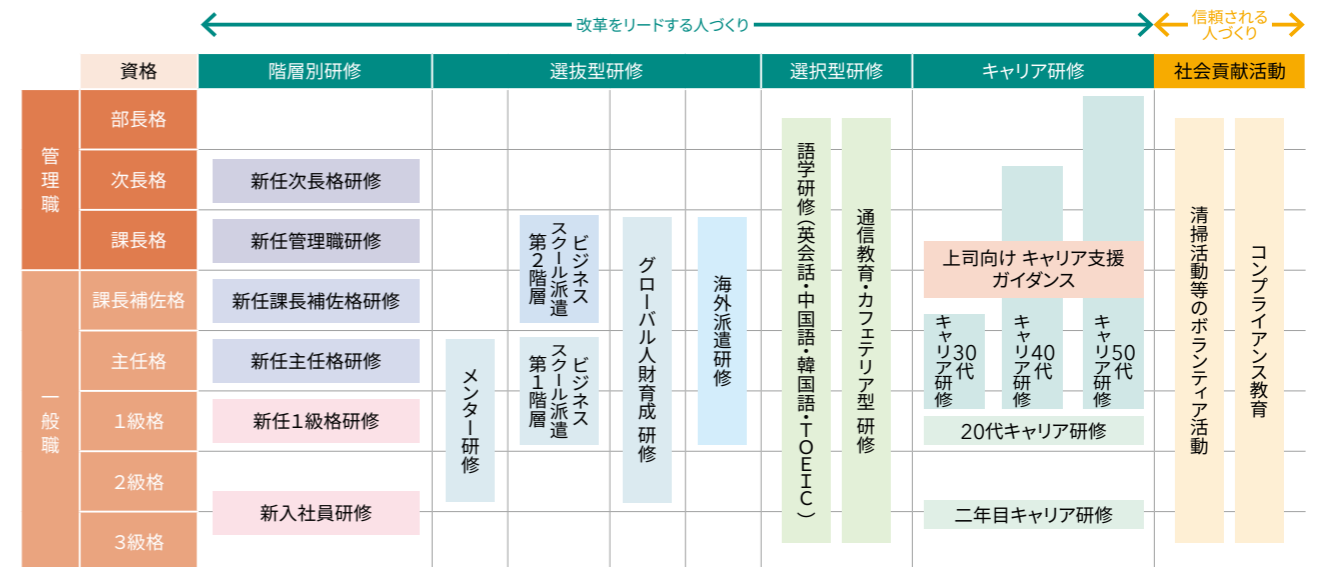 改革をリードする人づくり
信頼される
人づくり
資格
階層別研修
選抜型研修
選択型研修
キャリア研修
社会貢献活動
管理職
部長格
次長格
課長格
一般職
課長補佐格
主任格
1級格
2級格
3級格
新任次長格研修
新任管理職研修
新任課長補佐格研修
新任主任格研修
新任1級格研修
新入社員研修
メンター研修
ビジネス
スクール派遣
第2階層
ビジネス
スクール派遣
第1階層
グローバル人財育成 研修
海外派遣研修
語学研修（英会話・中国語・韓国語・TOEIC）
通信教育・カフェテリア型 研修
上司向け キャリア支援
ガイダンス
30代
キャリア研修
40代
キャリア研修
50代
キャリア研修
20代キャリア研修
二年目キャリア研修
清掃活動等のボランティア活動
コンプライアンス教育